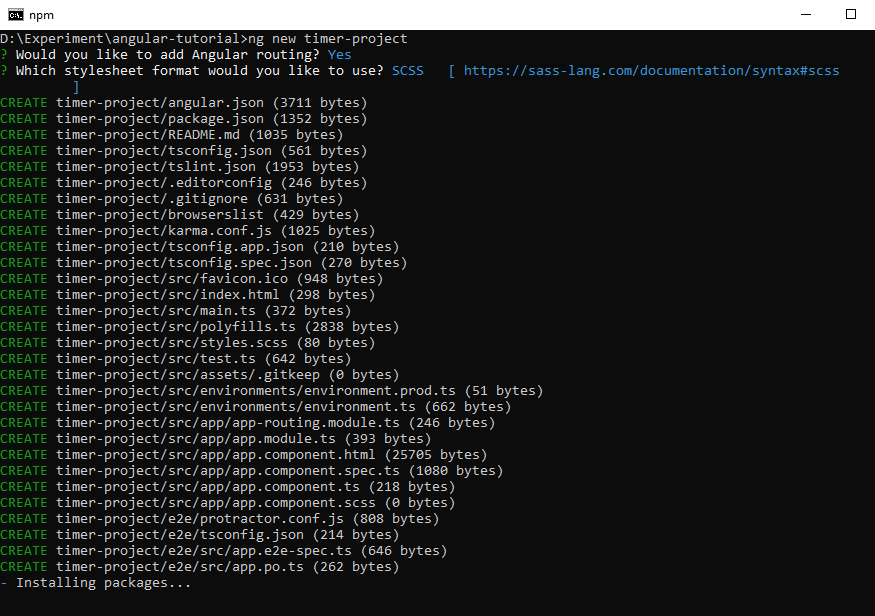 npm
D:\Experiment\angular-tutorial>ng new timer-project
? Would you like to add Angular routing? Yes
? Which stylesheet format would you like to use? SCSS   [ https://sass-lang.com/documentation/syntax#scss
]
CREATE timer-project/angular.json (3711 bytes)
CREATE timer-project/package.json (1352 bytes)
CREATE timer-project/README.md (1035 bytes)
CREATE timer-project/tsconfig.json (561 bytes)
CREATE timer-project/tslint.json (1953 bytes)
CREATE timer-project/.editorconfig (246 bytes)
CREATE timer-project/.gitignore (631 bytes)
CREATE timer-project/browserslist (429 bytes)
CREATE timer-project/karma.conf.js (1025 bytes)
CREATE timer-project/tsconfig.app.json (210 bytes)
CREATE timer-project/tsconfig.spec.json (270 bytes)
CREATE timer-project/src/favicon.ico (948 bytes)
CREATE timer-project/src/index.html (298 bytes)
CREATE timer-project/src/main.ts (372 bytes)
CREATE timer-project/src/polyfills.ts (2838 bytes)
CREATE timer-project/src/styles.scss (80 bytes)
CREATE timer-project/src/test.ts (642 bytes)
CREATE timer-project/src/assets/.gitkeep (0 bytes)
CREATE timer-project/src/environments/environment.prod.ts (51 bytes)
CREATE timer-project/src/environments/environment.ts (662 bytes)
CREATE timer-project/src/app/app-routing.module.ts (246 bytes)
CREATE timer-project/src/app/app.module.ts (393 bytes)
CREATE timer-project/src/app/app.component.html (25705 bytes)
CREATE timer-project/src/app/app.component.spec.ts (1080 bytes)
CREATE timer-project/src/app/app.component.ts (218 bytes)
CREATE timer-project/src/app/app.component.scss (0 bytes)
CREATE timer-project/e2e/protractor.conf.js (808 bytes)
CREATE timer-project/e2e/tsconfig.json (214 bytes)
CREATE timer-project/e2e/src/app.e2e-spec.ts (646 bytes)
CREATE timer-project/e2e/src/app.po.ts (262 bytes)
- Installing packages...